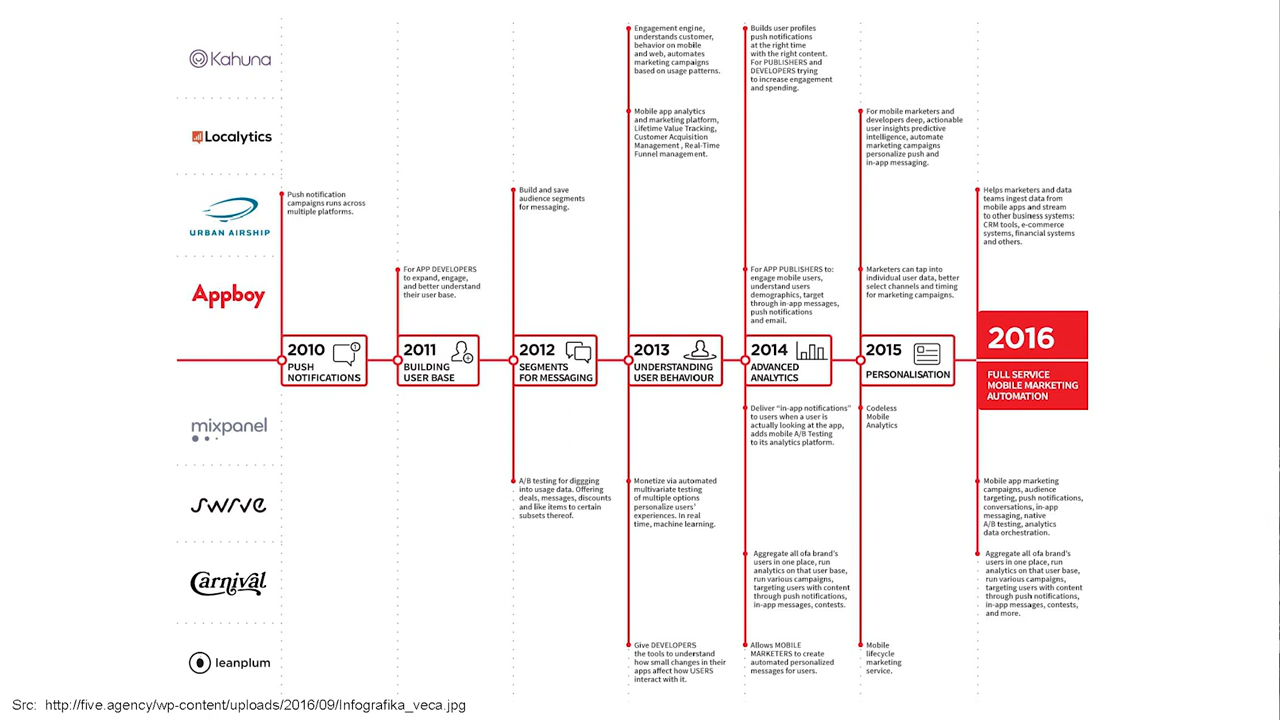 Kahuna
Engagement engine,
understands customer,
behavior on mobile
and web, automates
marketing campaigns
based on usage patterns.
Builds user profiles
push notifications
at the right time
with the right content.
For PUBLISHERS and
DEVELOPERS trying
to increase engagement
and spending.
Localytics
Mobile app analytics
and marketing platform,
Lifetime Value Tracking,
Customer Acquisition
Management , Real-Time
Funnel management.
For mobile marketers and
developers deep, actionable
user insights predictive
intelligence, automate
marketing campaigns
personalize push and
in-app messaging.
URBAN AIRSHIP
Push notification
campaigns runs across
multiple platforms.
Build and save
audience segments
for messaging.
Helps marketers and data
teams ingest data from
mobile apps and stream
to other business systems:
CRM tools, e-commerce
systems, financial systems
and others.
Appboy
For APP DEVELOPERS
to expand, engage,
and better understand
their user base.
For APP PUBLISHERS to:
engage mobile users,
understand users
demographics, target
through in-app messages,
push notifications
and email.
Marketers can tap into
individual user data, better
select channels and timing
for marketing campaigns.
2010
PUSH
NOTIFICATIONS
2011
BUILDING
USER BASE
2012
SEGMENTS
FOR MESSAGING
2013
UNDERSTANDING
USER BEHAVIOUR
2014
ADVANCED
ANALYTICS
2015
PERSONALISATION
2016
FULL SERVICE
MOBILE MARKETING
AUTOMATION
mixpanel
Deliver “in-app notifications”
to users when a user is
actually looking at the app,
adds mobile A/B Testing
to its analytics platform.
Codeless
Mobile
Analytics
swrve
A/B testing for diggging
into usage data. Offering
deals, messages, discounts
and like items to certain
subsets thereof.
Monetize via automated
multivariate testing
of multiple options
personalize users’
experiences. In real
time, machine learning.
Mobile app marketing
campaigns, audience
targeting, push notifications,
conversations, in-app
messaging, native
A/B testing, analytics
data orchestration.
Carnival
Aggregate all ofa brand’s
users in one place, run
analytics on that user base,
run various campaigns,
targeting users with content
through push notifications,
in-app messages, contests.
Aggregate all ofa brand’s
users in one place, run
analytics on that user base,
run various campaigns,
targeting users with content
through push notifications,
in-app messages, contests,
and more.
leanplum
Give DEVELOPERS
the tools to understand
how small changes in their
apps affect how USERS
interact with it.
Allows MOBILE
MARKETERS to create
automated personalized
messages for users.
Mobile
lifecycle
marketing
service.
Src: http://five.agency/wp-content/uploads/2016/09/Infografika_veca.jpg